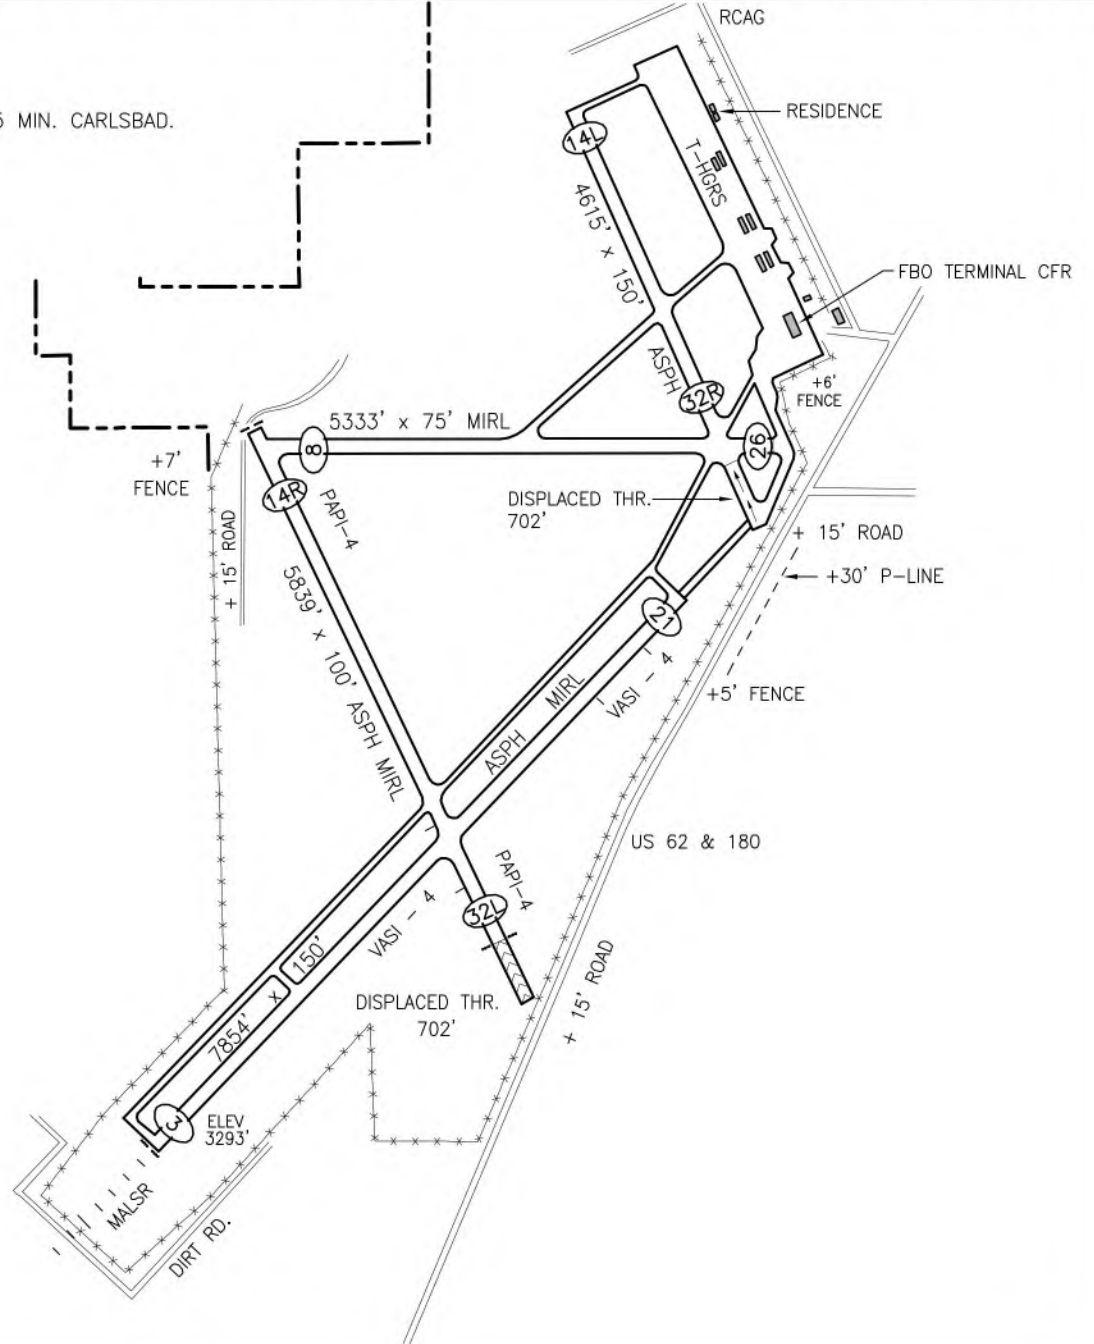 RCAG
MIN. CARLSBAD.
RESIDENCE
14L
T-HGRS
4615' x 150'
FBO TERMINAL CFR
ASPH
32R
+6'
FENCE
5333' x 75' MIRL
8
26
+7'
FENCE
14R
PAPI-4
DISPLACED THR.
702'
+ 15' ROAD
+ 15' ROAD
+30' P-LINE
5839' x 100' ASPH MIRL
21
VASI - 4
+5' FENCE
ASPH MIRL
US 62 & 180
PAPI-4
32L
VASI - 4
7854' x 150'
DISPLACED THR.
702'
+ 15' ROAD
3
ELEV
3293'
MALSR
DIRT RD.